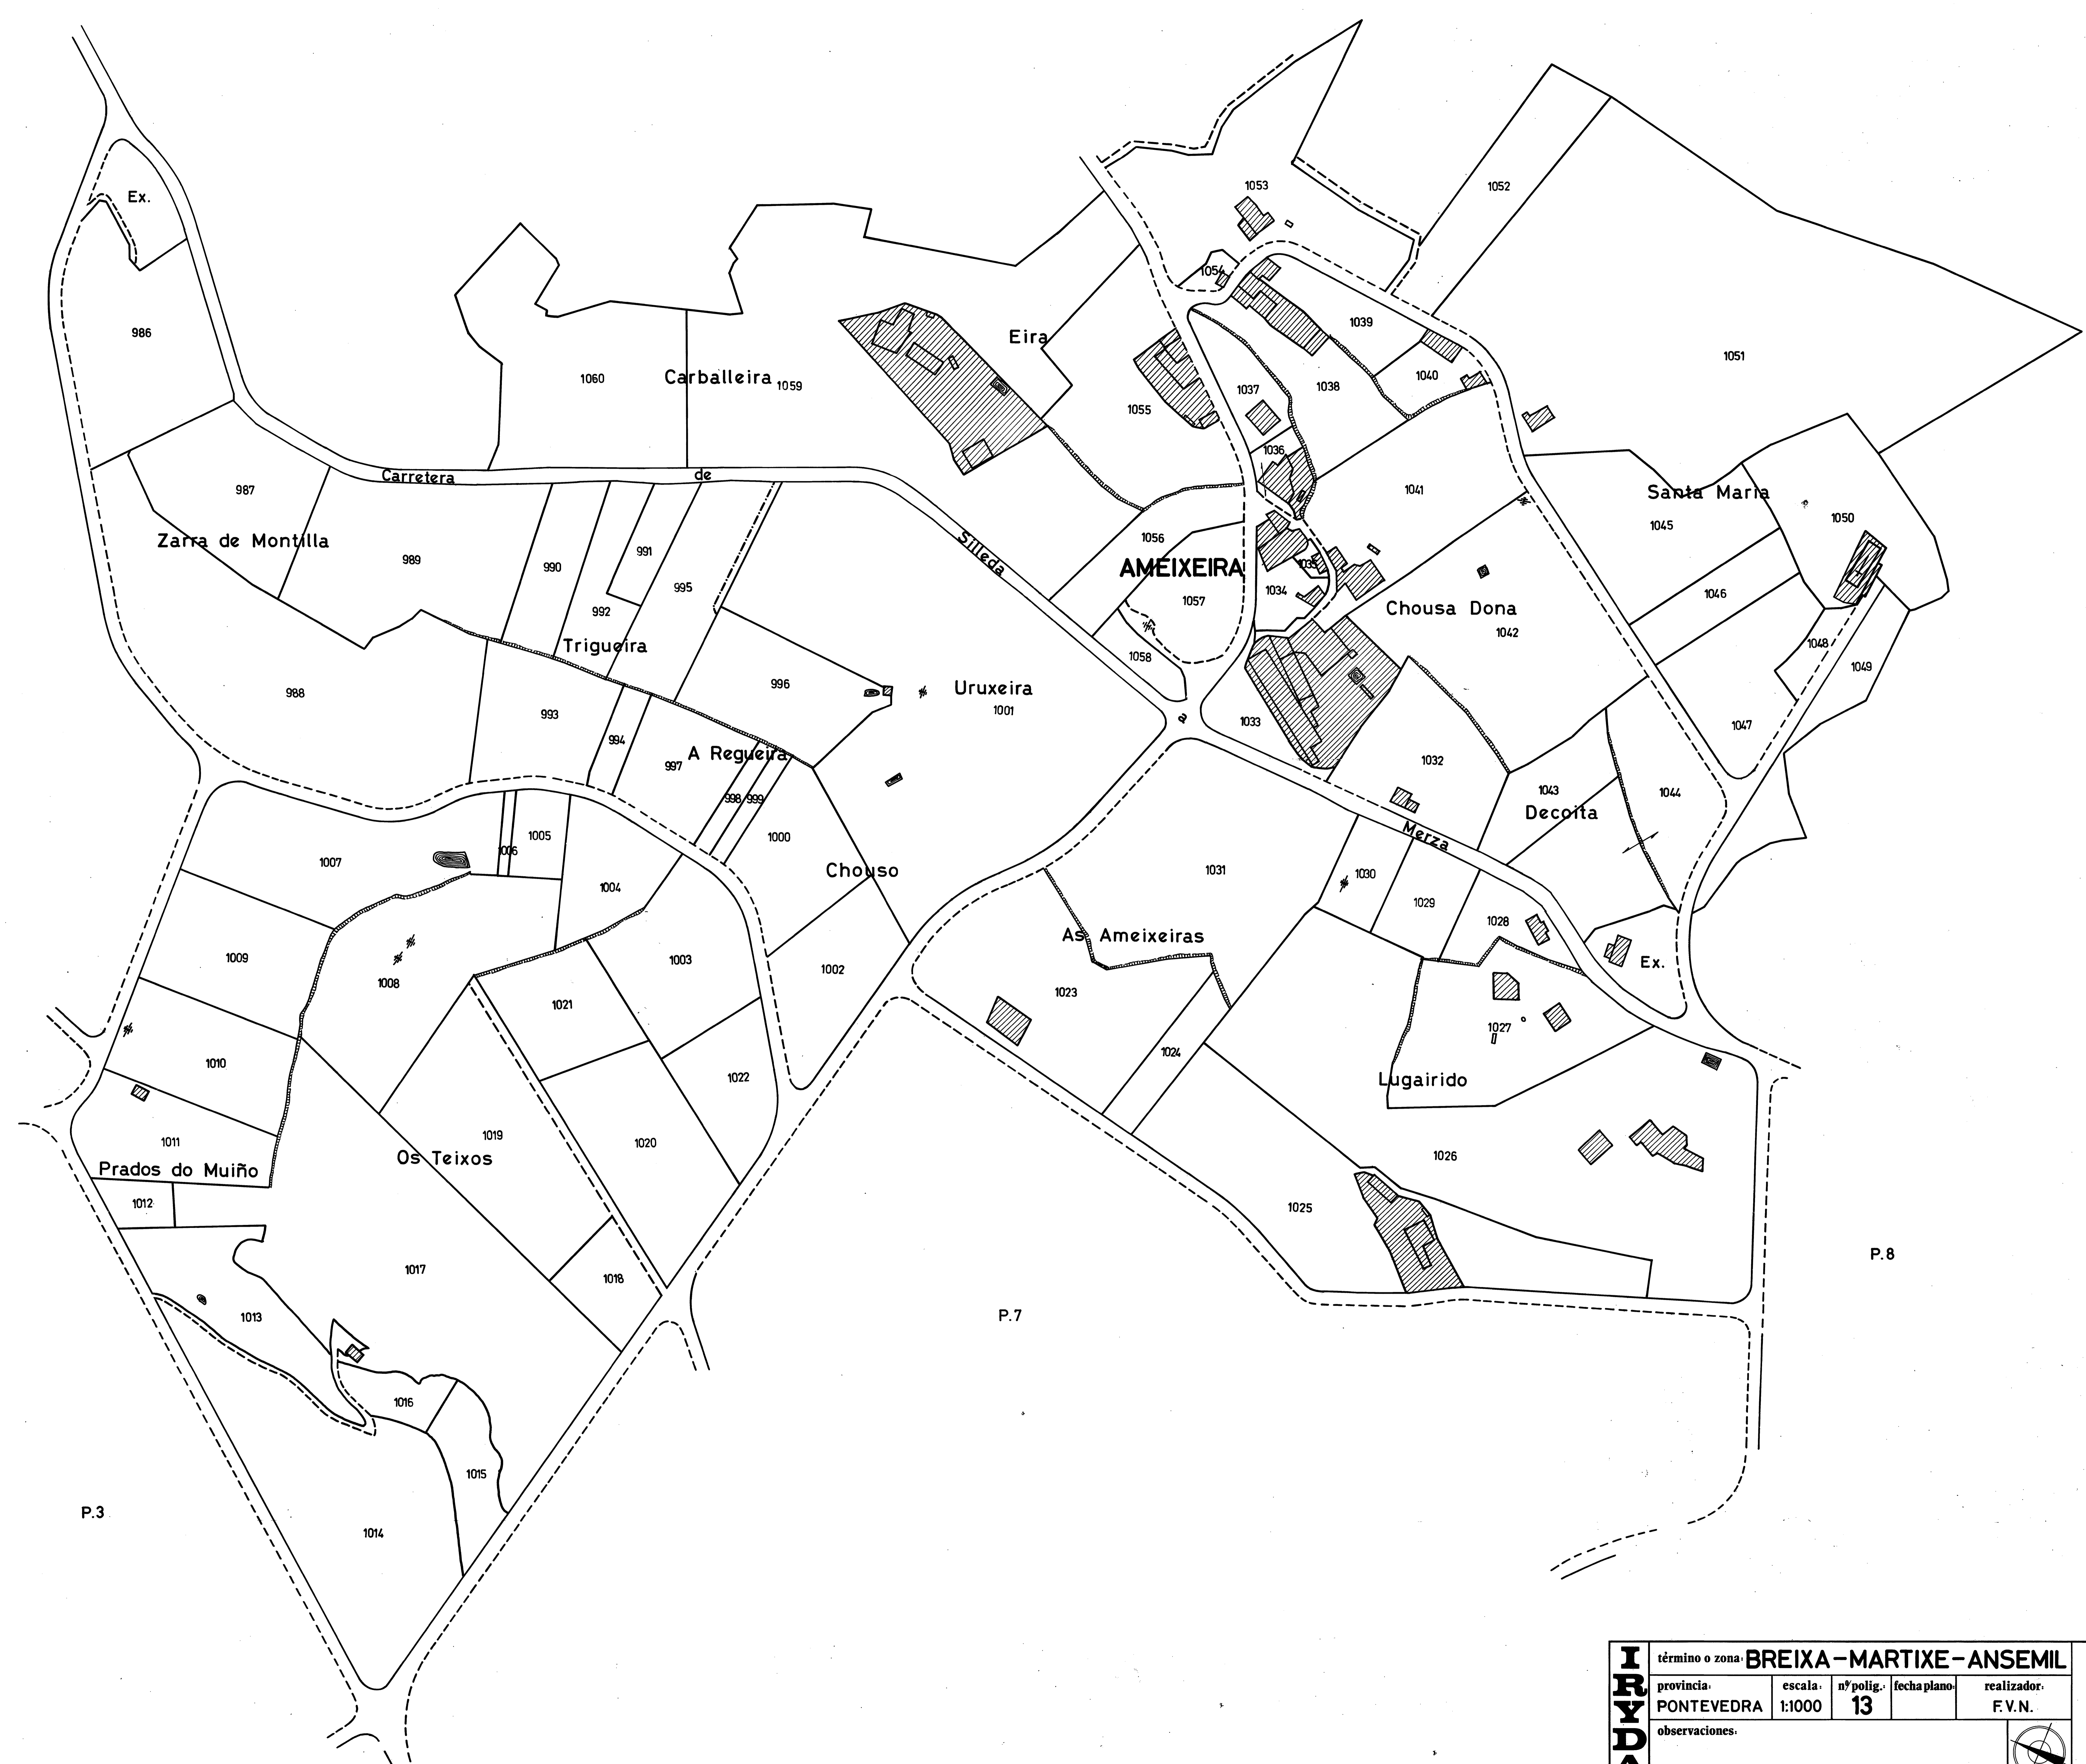 1053
1052
Ex.
1054
986
1039
Eira
1051
1060
Carballeira
1059
1040
1038
1037
1055
1036
Carretera
de
987
1041
Santa Maria
1045
1050
Silleda
Zarra de Montilla
1056
991
989
990
AMEIXEIRA
1035
995
1034
1046
992
1057
Chousa Dona
1042
Trigueira
1048
1058
1049
996
Uruxeira
988
1001
993
a
1033
1047
994
A Regueira
997
1032
1043
1044
998
999
Decoita
1005
1000
Merza
1006
1007
Chouso
1031
1030
1004
1029
1028
As Ameixeiras
1009
1003
Ex.
1002
1008
1023
1021
1027
1024
1010
1022
Lugairido
1019
1011
1020
Os Teixos
1026
Prados do Muiño
1012
1025
P.8
1017
1018
1013
P.7
1016
1015
P.3
1014
IRYDA
término o zona: BREIXA-MARTIXE-ANSEMIL
provincia: escala: nº polig.: fecha plano: realizador:
PONTEVEDRA 1:1000 13 F.V.N.
observaciones: